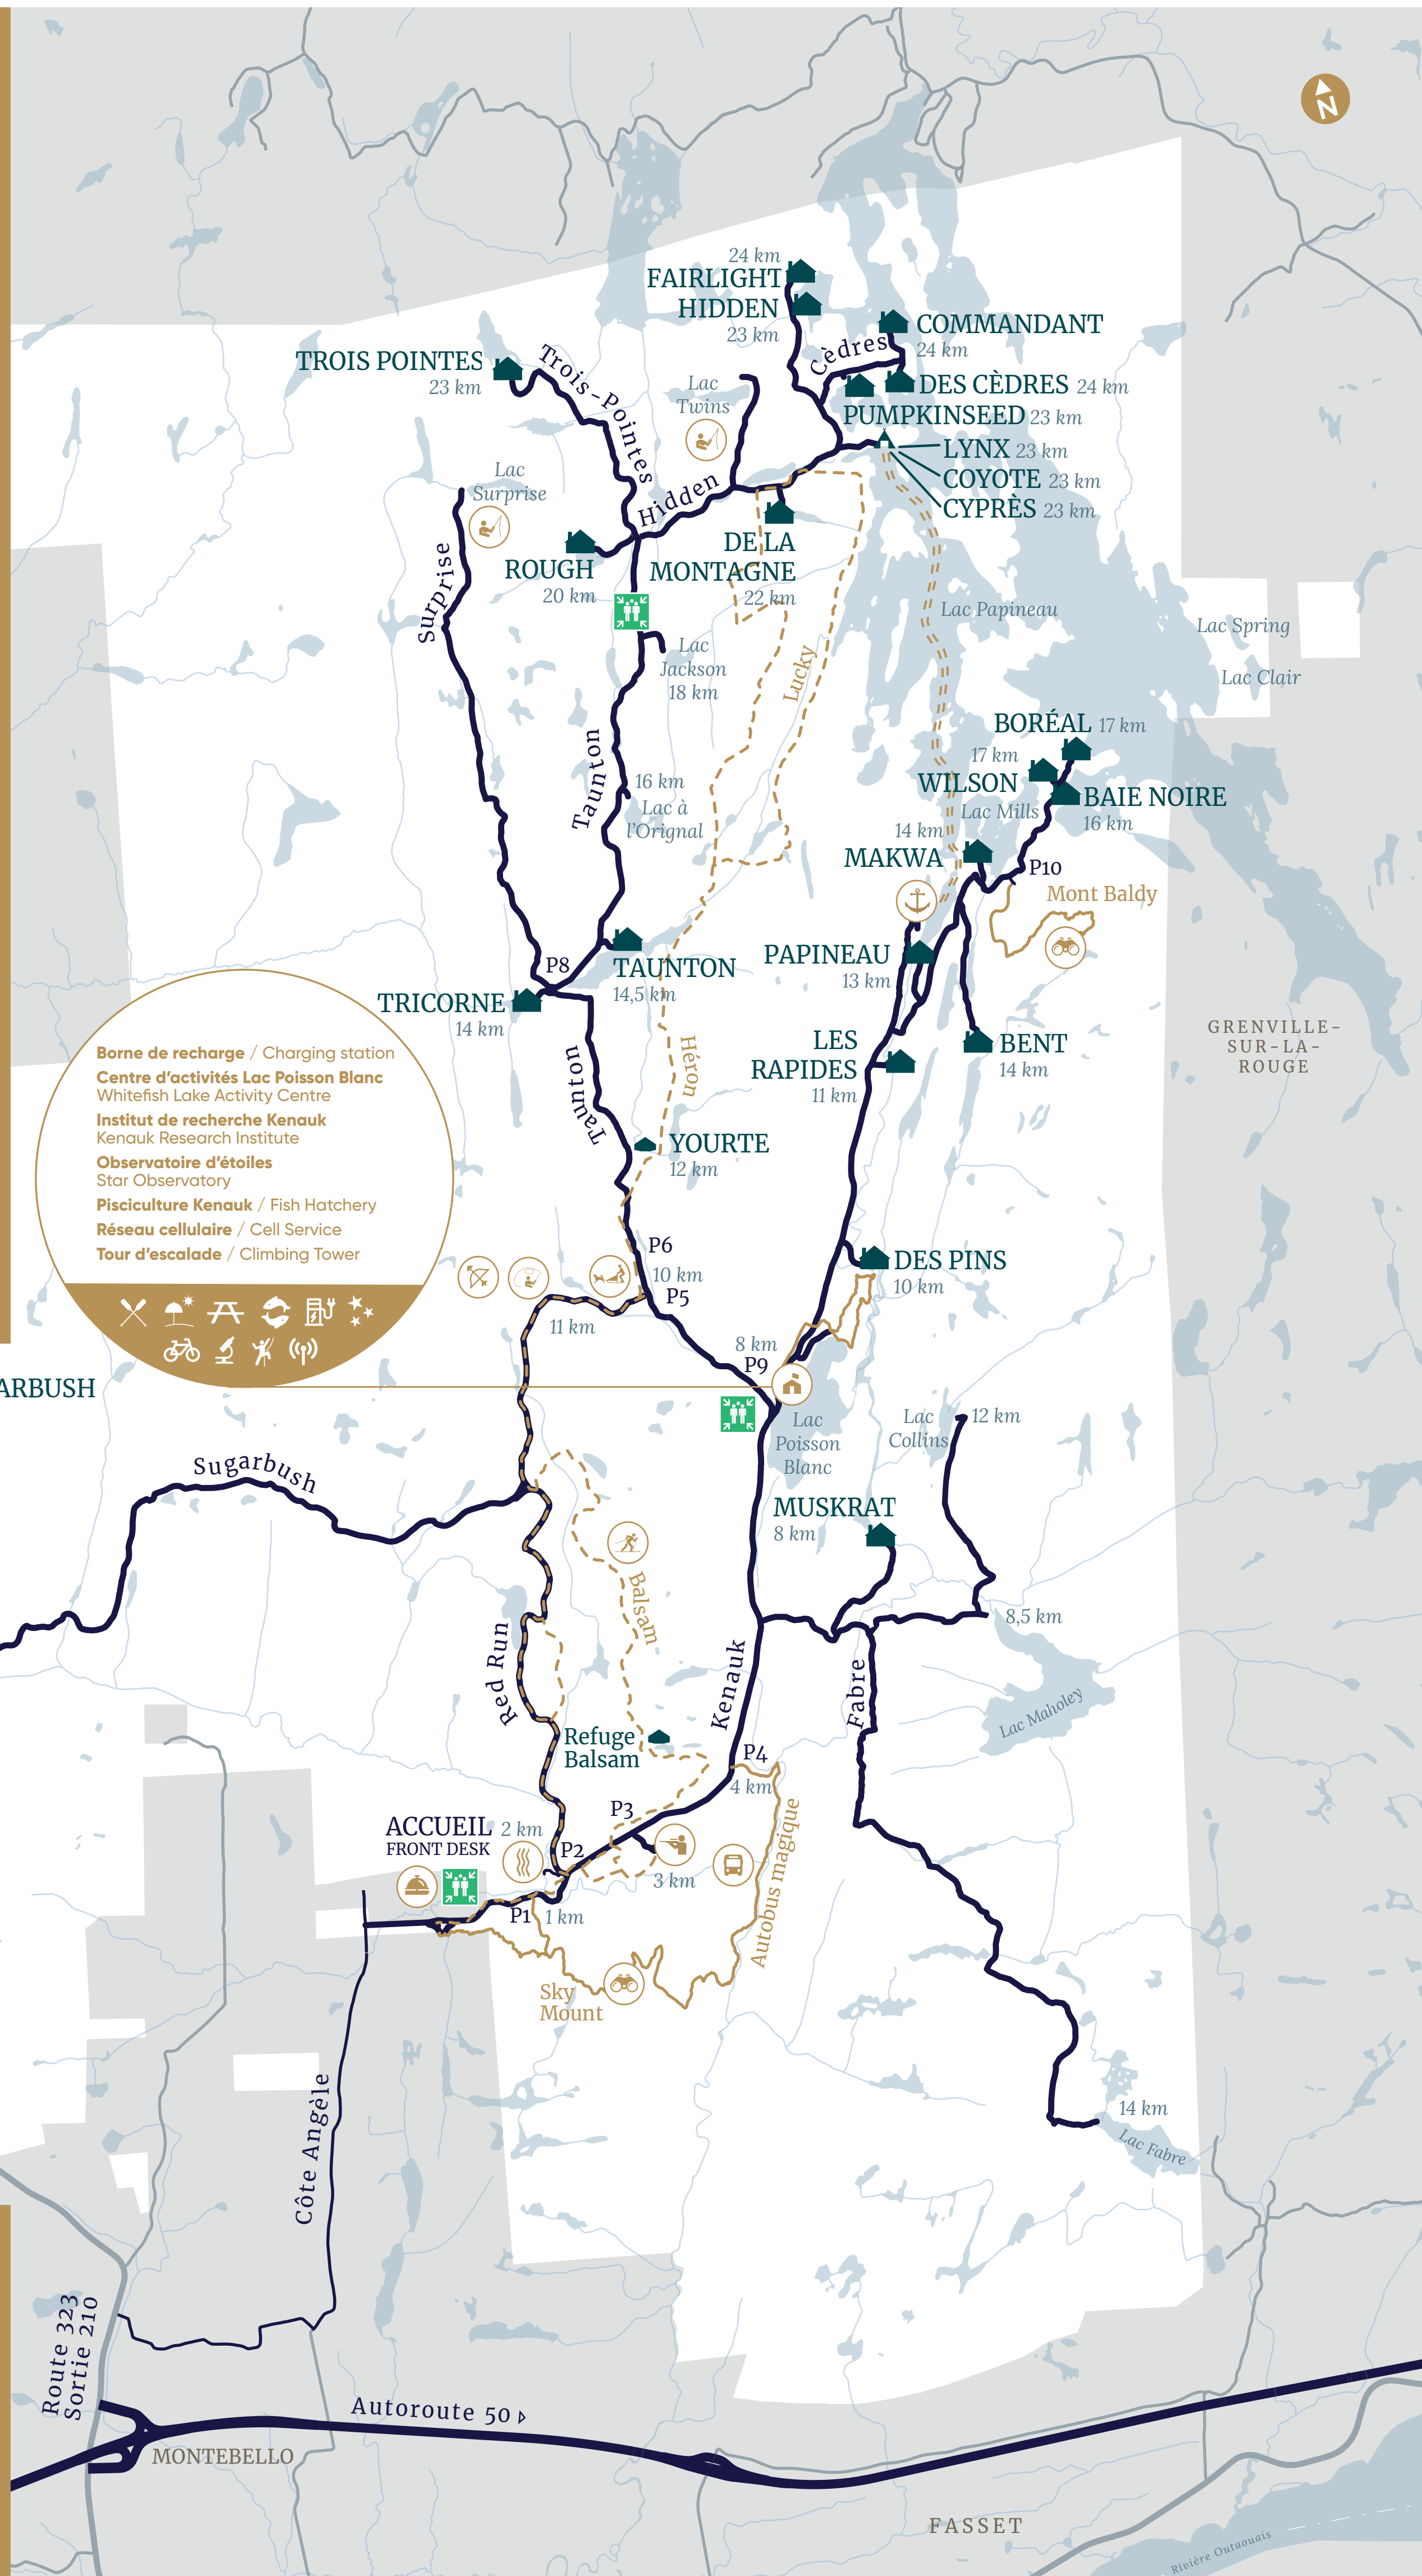 N
24 km
FAIRLIGHT
HIDDEN
23 km
COMMANDANT
24 km
Cèdres
TROIS POINTES
23 km
Trois-Pointes
Lac
Twins
DES CÈDRES 24 km
PUMPKINSEED 23 km
LYNX 23 km
COYOTE 23 km
CYPRÈS 23 km
Lac
Surprise
Hidden
DE LA
MONTAGNE
22 km
ROUGH
20 km
Surprise
Lac Papineau
Lac Spring
Lac Clair
Lac
Jackson
18 km
Lucky
BORÉAL 17 km
17 km
WILSON
BAIE NOIRE
16 km
Lac Mills
Taunton
16 km
Lac à
l'Orignal
14 km
MAKWA
P10
Mont Baldy
P8
TAUNTON
14,5 km
PAPINEAU
13 km
TRICORNE
14 km
GRENVILLE-
SUR-LA-
ROUGE
LES
RAPIDES
11 km
BENT
14 km
Héron
Taunton
Borne de recharge / Charging station
Centre d'activités Lac Poisson Blanc
Whitefish Lake Activity Centre
Institut de recherche Kenauk
Kenauk Research Institute
Observatoire d'étoiles
Star Observatory
Pisciculture Kenauk / Fish Hatchery
Réseau cellulaire / Cell Service
Tour d'escalade / Climbing Tower
YOURTE
12 km
P6
10 km
P5
DES PINS
10 km
11 km
8 km
P9
ARBUSH
Lac
Poisson
Blanc
Lac
Collins
12 km
Sugarbush
MUSKRAT
8 km
Balsam
8,5 km
Red Run
Kenauk
Fabre
Lac Maholey
Refuge
Balsam
P4
4 km
P3
ACCUEIL
FRONT DESK
2 km
P2
3 km
Autobus magique
P1
1 km
Sky
Mount
Côte Angèle
14 km
Lac Fabre
Route 323
Sortie 210
Autoroute 50
MONTEBELLO
FASSET
Rivière Outaouais